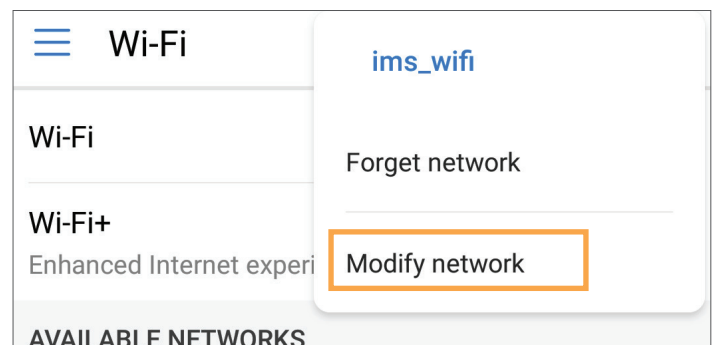 Wi-Fi
ims_wifi
Wi-Fi
Forget network
Wi-Fi+
Enhanced Internet experi
Modify network
AVAILABLE NETWORKS